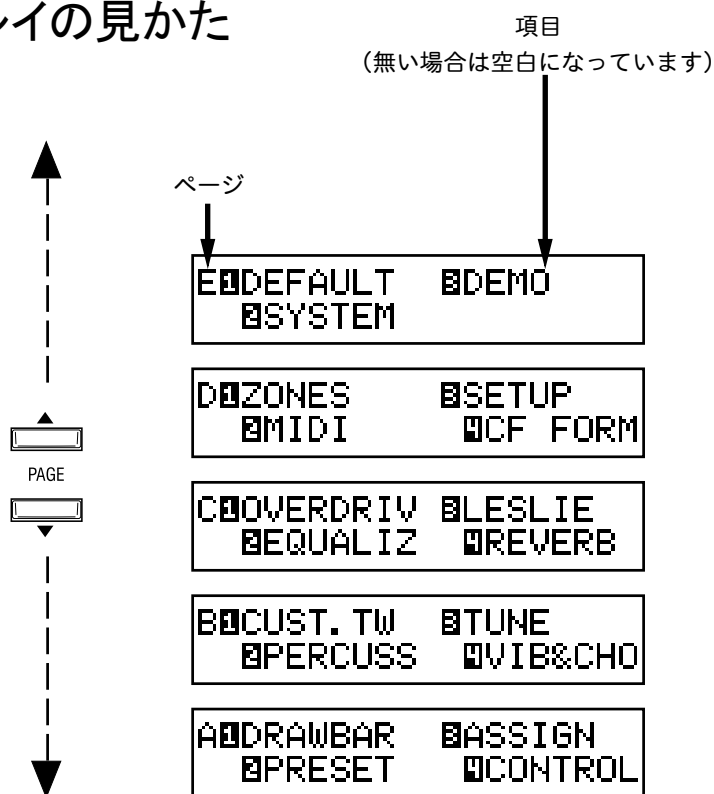 イの見かた
項目
（無い場合は空白になっています）
ページ
E1DEFAULT 3DEMO
2SYSTEM
D1ZONES 3SETUP
2MIDI 4CF FORM
PAGE
C1OVERDRIV 3LESLIE
2EQUALIZ 4REVERB
B1CUST.TW 3TUNE
2PERCUSS 4VIB&CHO
A1DRAWBAR 3ASSIGN
2PRESET 4CONTROL